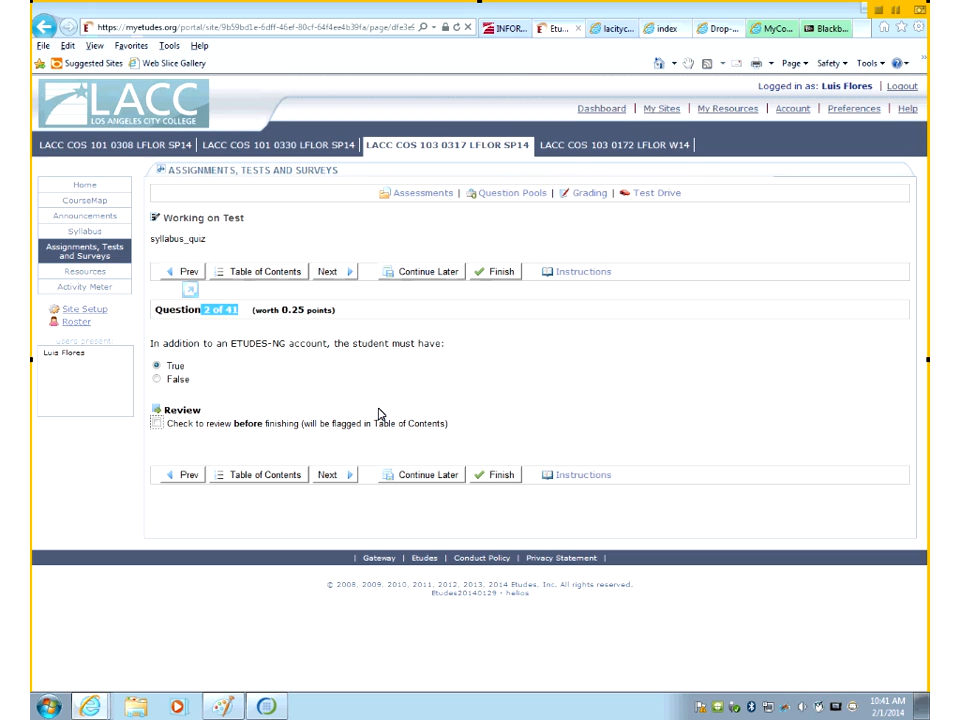 https://myetudes.org/portal/site/9b59bd1e-6dff-46ef-80cf-64f4ee4b39fa/page/dfe3e
INFOR...
Etu...
lacityc...
index
Drop-...
MyCo...
Blackb...
File Edit View Favorites Tools Help
Suggested Sites Web Slice Gallery
Page Safety Tools
Logged in as: Luis Flores | Logout
LACC
LOS ANGELES CITY COLLEGE
Dashboard | My Sites | My Resources | Account | Preferences | Help
LACC COS 101 0308 LFLOR SP14 | LACC COS 101 0330 LFLOR SP14 | LACC COS 103 0317 LFLOR SP14 | LACC COS 103 0172 LFLOR W14 |
ASSIGNMENTS, TESTS AND SURVEYS
Home
CourseMap
Announcements
Syllabus
Assignments, Tests and Surveys
Resources
Activity Meter
Site Setup
Roster
users present:
Luis Flores
Assessments | Question Pools | Grading | Test Drive
Working on Test
syllabus_quiz
Prev Table of Contents Next Continue Later Finish Instructions
Question 2 of 41 (worth 0.25 points)
In addition to an ETUDES-NG account, the student must have:
True
False
Review
Check to review before finishing (will be flagged in Table of Contents)
Prev Table of Contents Next Continue Later Finish Instructions
| Gateway | Etudes | Conduct Policy | Privacy Statement |
© 2008, 2009, 2010, 2011, 2012, 2013, 2014 Etudes, Inc. All rights reserved.
Etudes20140129 - helios
10:41 AM
2/1/2014